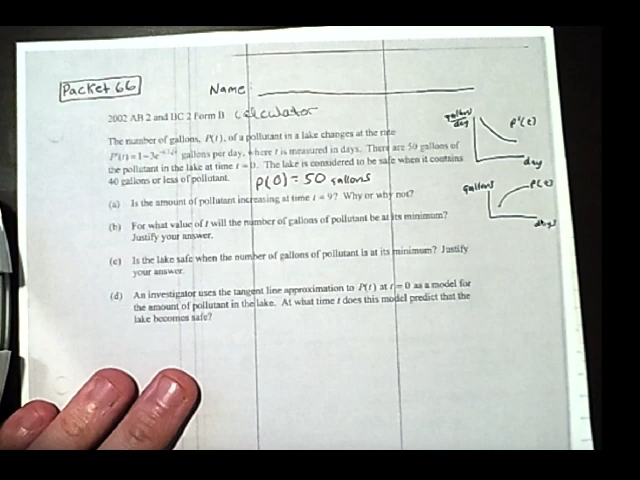 Packet 66
Name:
2002 AB 2 and BC 2 Form B Calculator
The number of gallons, P(t), of a pollutant in a lake changes at the rate
P'(t) = 1 − 3e gallons per day, where t is measured in days. There are 50 gallons of
the pollutant in the lake at time t = 0. The lake is considered to be safe when it contains
40 gallons or less of pollutant. P(0) = 50 gallons
(a) Is the amount of pollutant increasing at time t = 9? Why or why not?
(b) For what value of t will the number of gallons of pollutant be at its minimum?
Justify your answer.
(c) Is the lake safe when the number of gallons of pollutant is at its minimum? Justify
your answer.
(d) An investigator uses the tangent line approximation to P(t) at t = 0 as a model for
the amount of pollutant in the lake. At what time t does this model predict that the
lake becomes safe?
gallons
day
P'(t)
day
gallons
P(t)
days